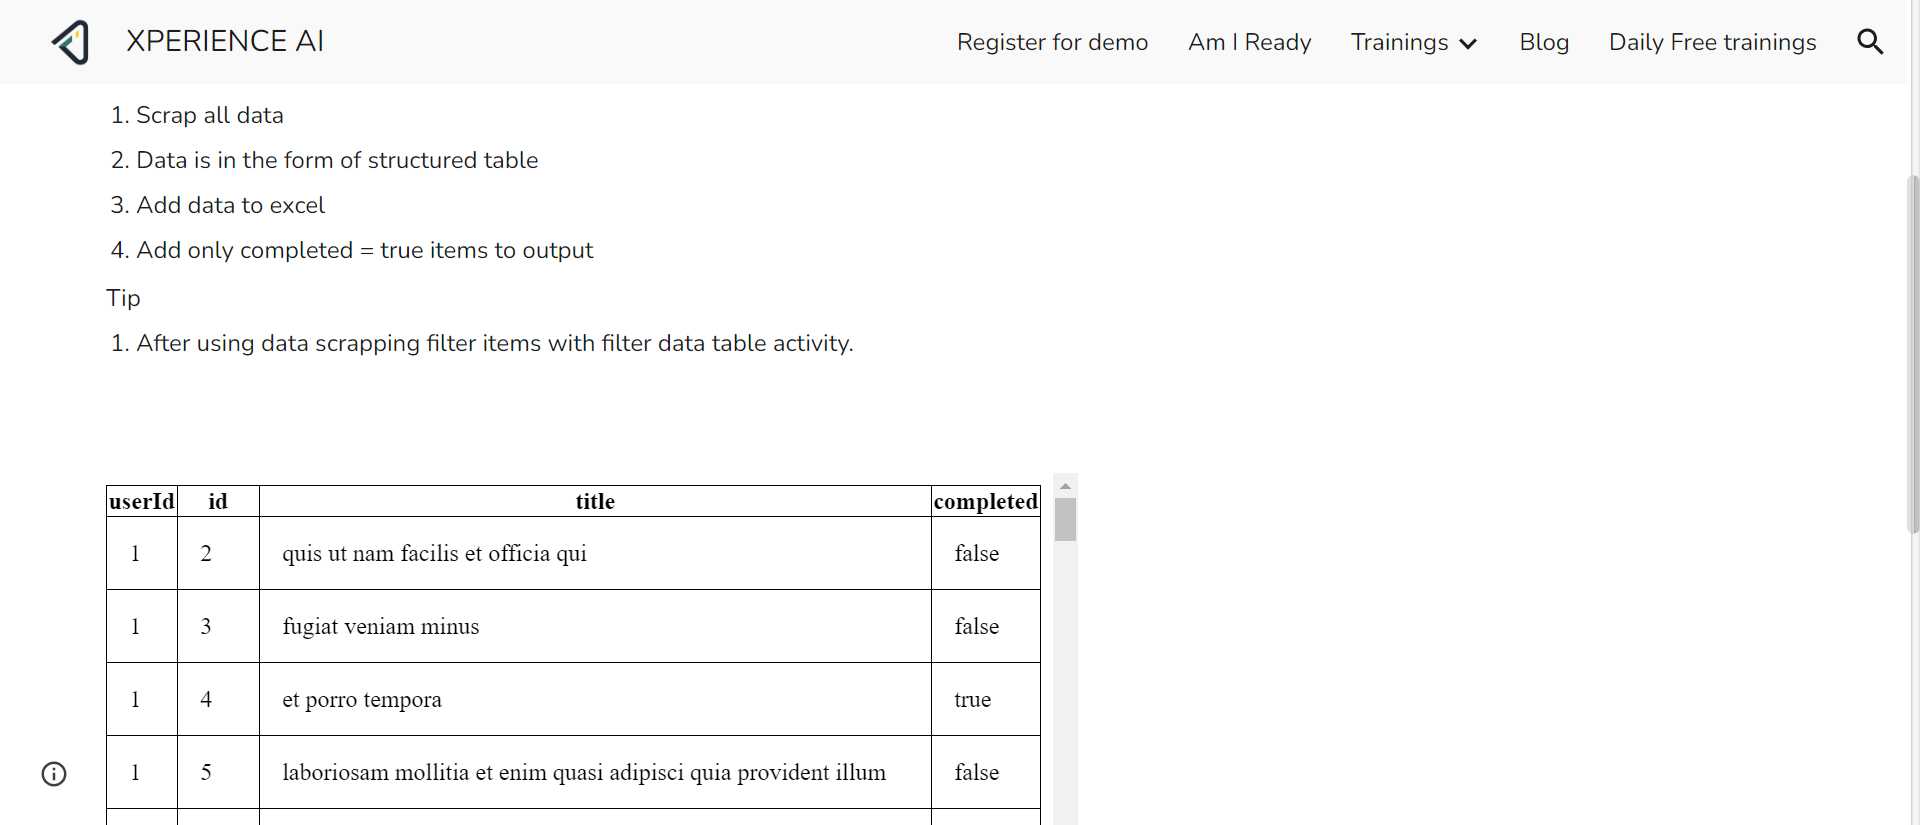 XPERIENCE AI
Register for demo Am I Ready Trainings Blog Daily Free trainings
1. Scrap all data
2. Data is in the form of structured table
3. Add data to excel
4. Add only completed = true items to output
Tip
1. After using data scrapping filter items with filter data table activity.
userId id title completed
1 2 quis ut nam facilis et officia qui false
1 3 fugiat veniam minus false
1 4 et porro tempora true
1 5 laboriosam mollitia et enim quasi adipisci quia provident illum false